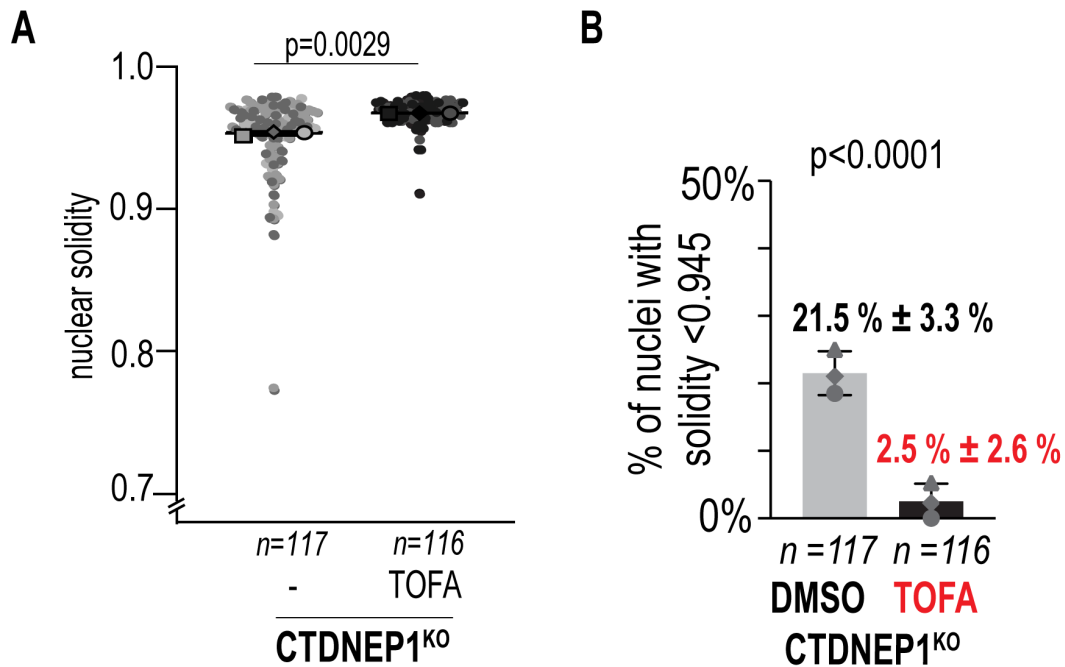 A
p=0.0029
nuclear solidity
1.0
0.9
0.8
0.7
n=117
n=116
-
TOFA
CTDNEP1KO
B
p<0.0001
% of nuclei with
solidity <0.945
50%
0%
21.5 % ± 3.3 %
2.5 % ± 2.6 %
n =117
n =116
DMSO
TOFA
CTDNEP1KO